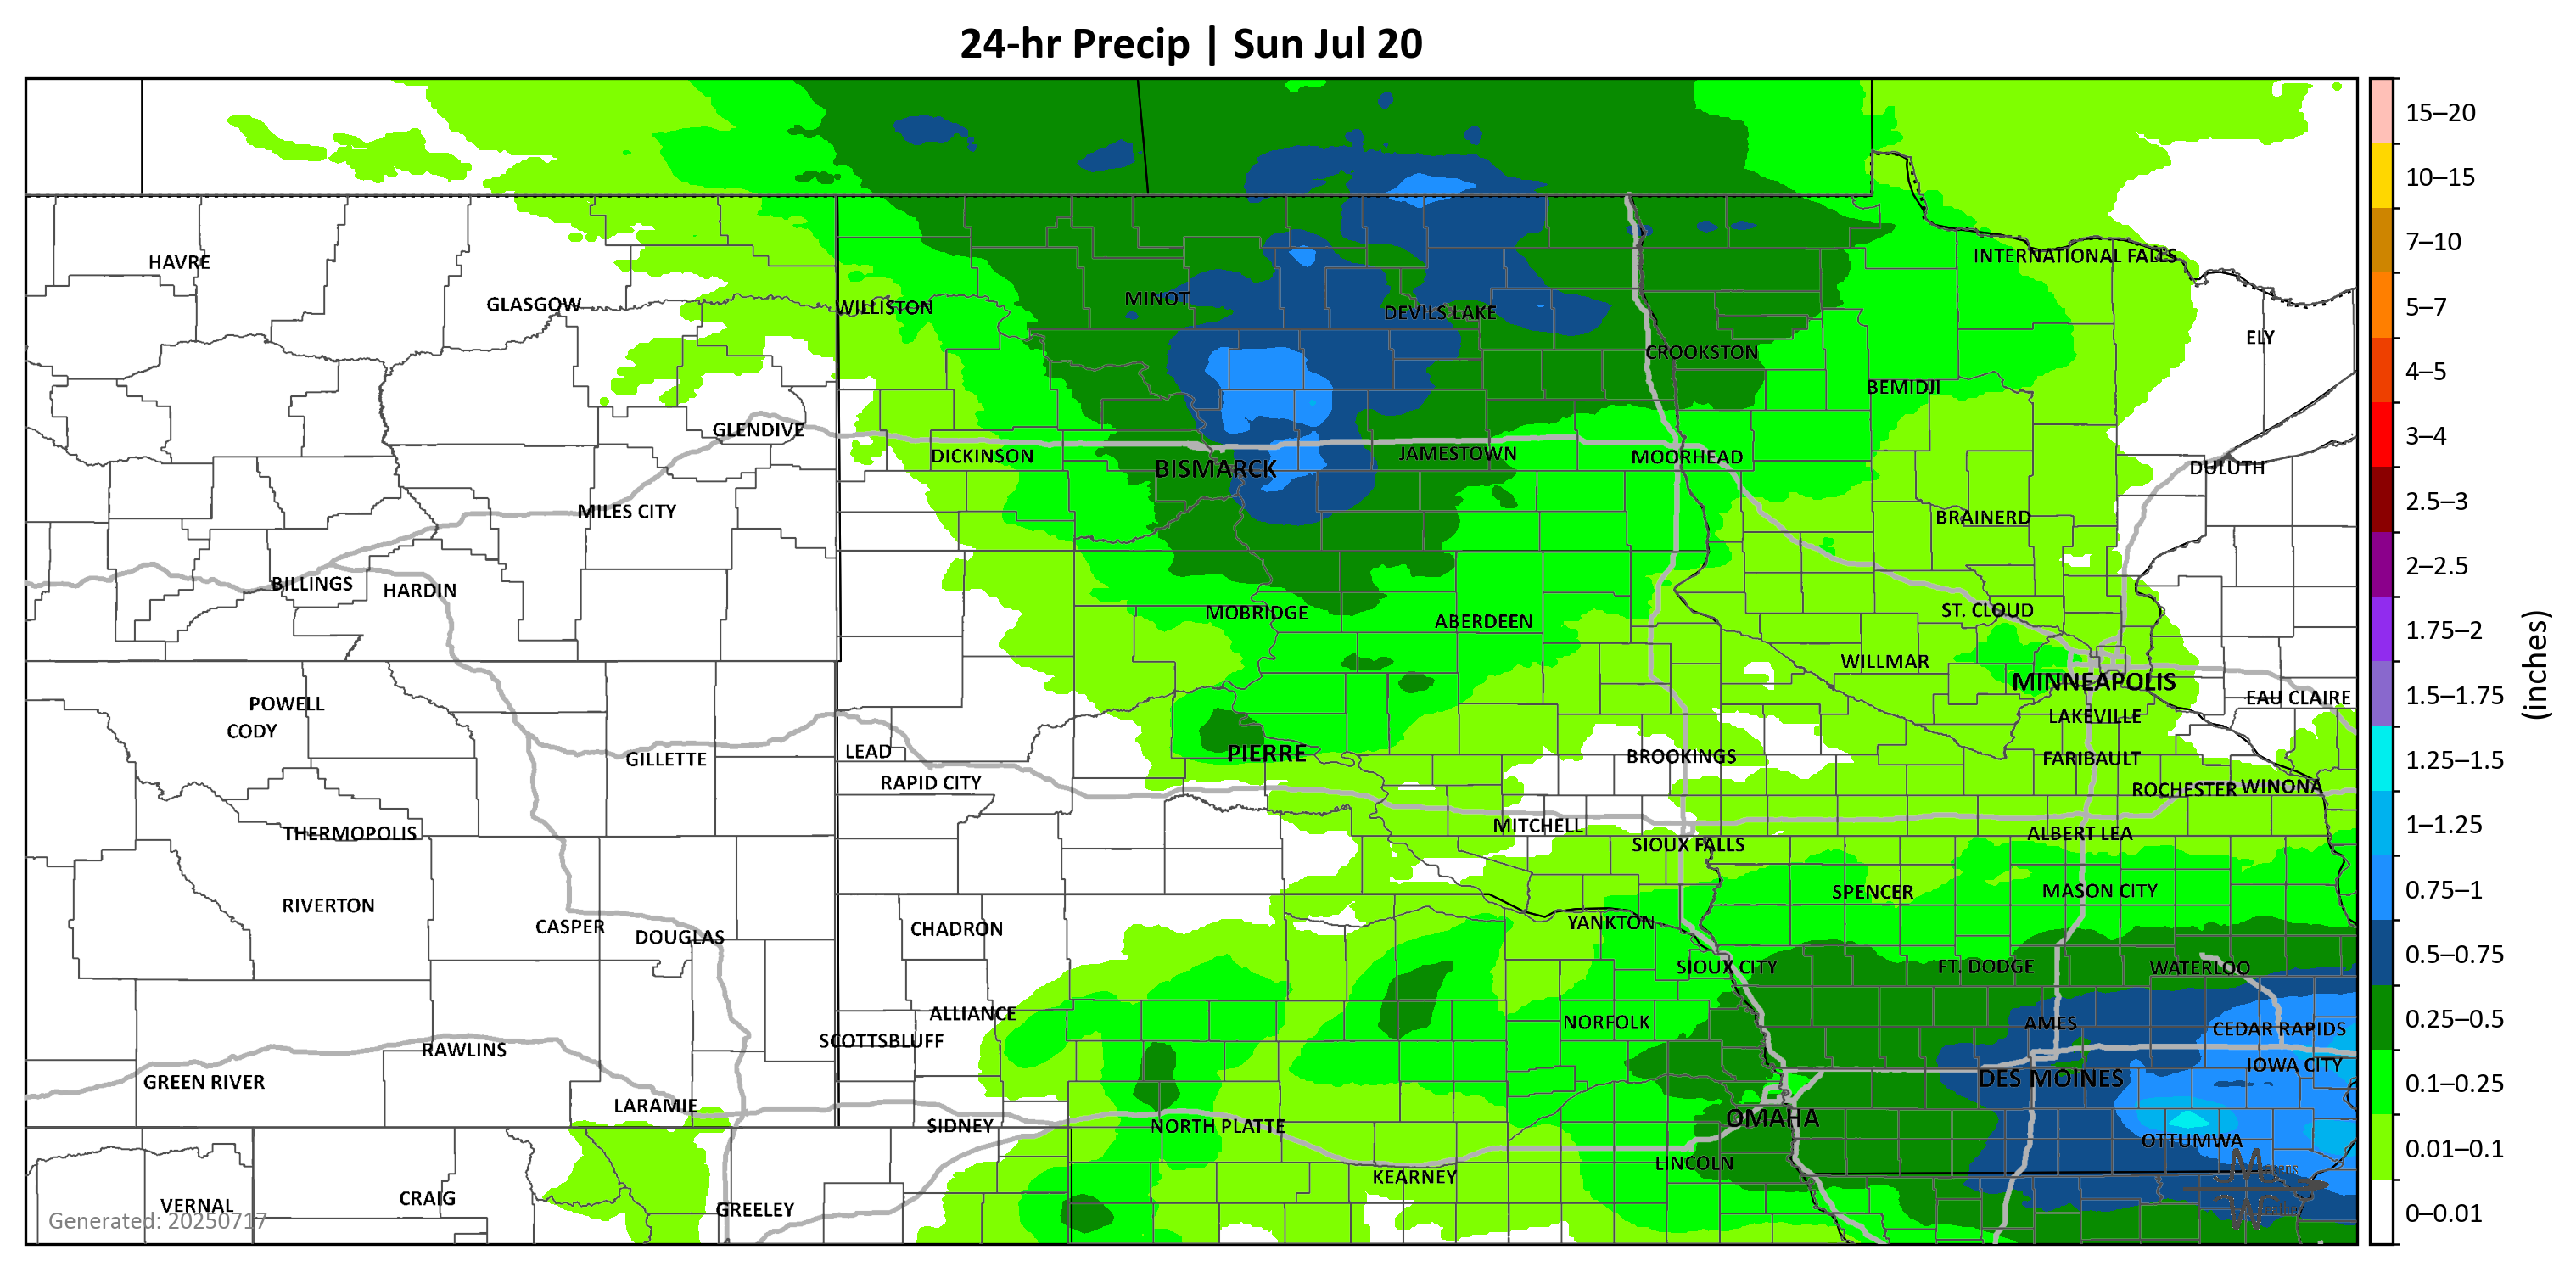 24-hr Precip | Sun Jul 20
HAVRE
GLASGOW
WILLISTON
MINOT
DEVILS LAKE
INTERNATIONAL FALLS
ELY
CROOKSTON
BEMIDJI
GLENDIVE
DICKINSON
BISMARCK
JAMESTOWN
MOORHEAD
DULUTH
MILES CITY
BRAINERD
BILLINGS
HARDIN
MOBRIDGE
ABERDEEN
ST. CLOUD
WILLMAR
MINNEAPOLIS
EAU CLAIRE
POWELL
CODY
LAKEVILLE
GILLETTE
LEAD
PIERRE
BROOKINGS
FARIBAULT
RAPID CITY
ROCHESTER
WINONA
THERMOPOLIS
MITCHELL
SIOUX FALLS
ALBERT LEA
RIVERTON
SPENCER
MASON CITY
CASPER
DOUGLAS
CHADRON
YANKTON
SIOUX CITY
FT. DODGE
WATERLOO
ALLIANCE
NORFOLK
AMES
CEDAR RAPIDS
SCOTTSBLUFF
RAWLINS
IOWA CITY
GREEN RIVER
DES MOINES
LARAMIE
SIDNEY
NORTH PLATTE
OMAHA
OTTUMWA
KEARNEY
LINCOLN
VERNAL
CRAIG
GREELEY
Generated: 20250717
15–20
10–15
7–10
5–7
4–5
3–4
2.5–3
2–2.5
1.75–2
1.5–1.75
1.25–1.5
1–1.25
0.75–1
0.5–0.75
0.25–0.5
0.1–0.25
0.01–0.1
0–0.01
(inches)